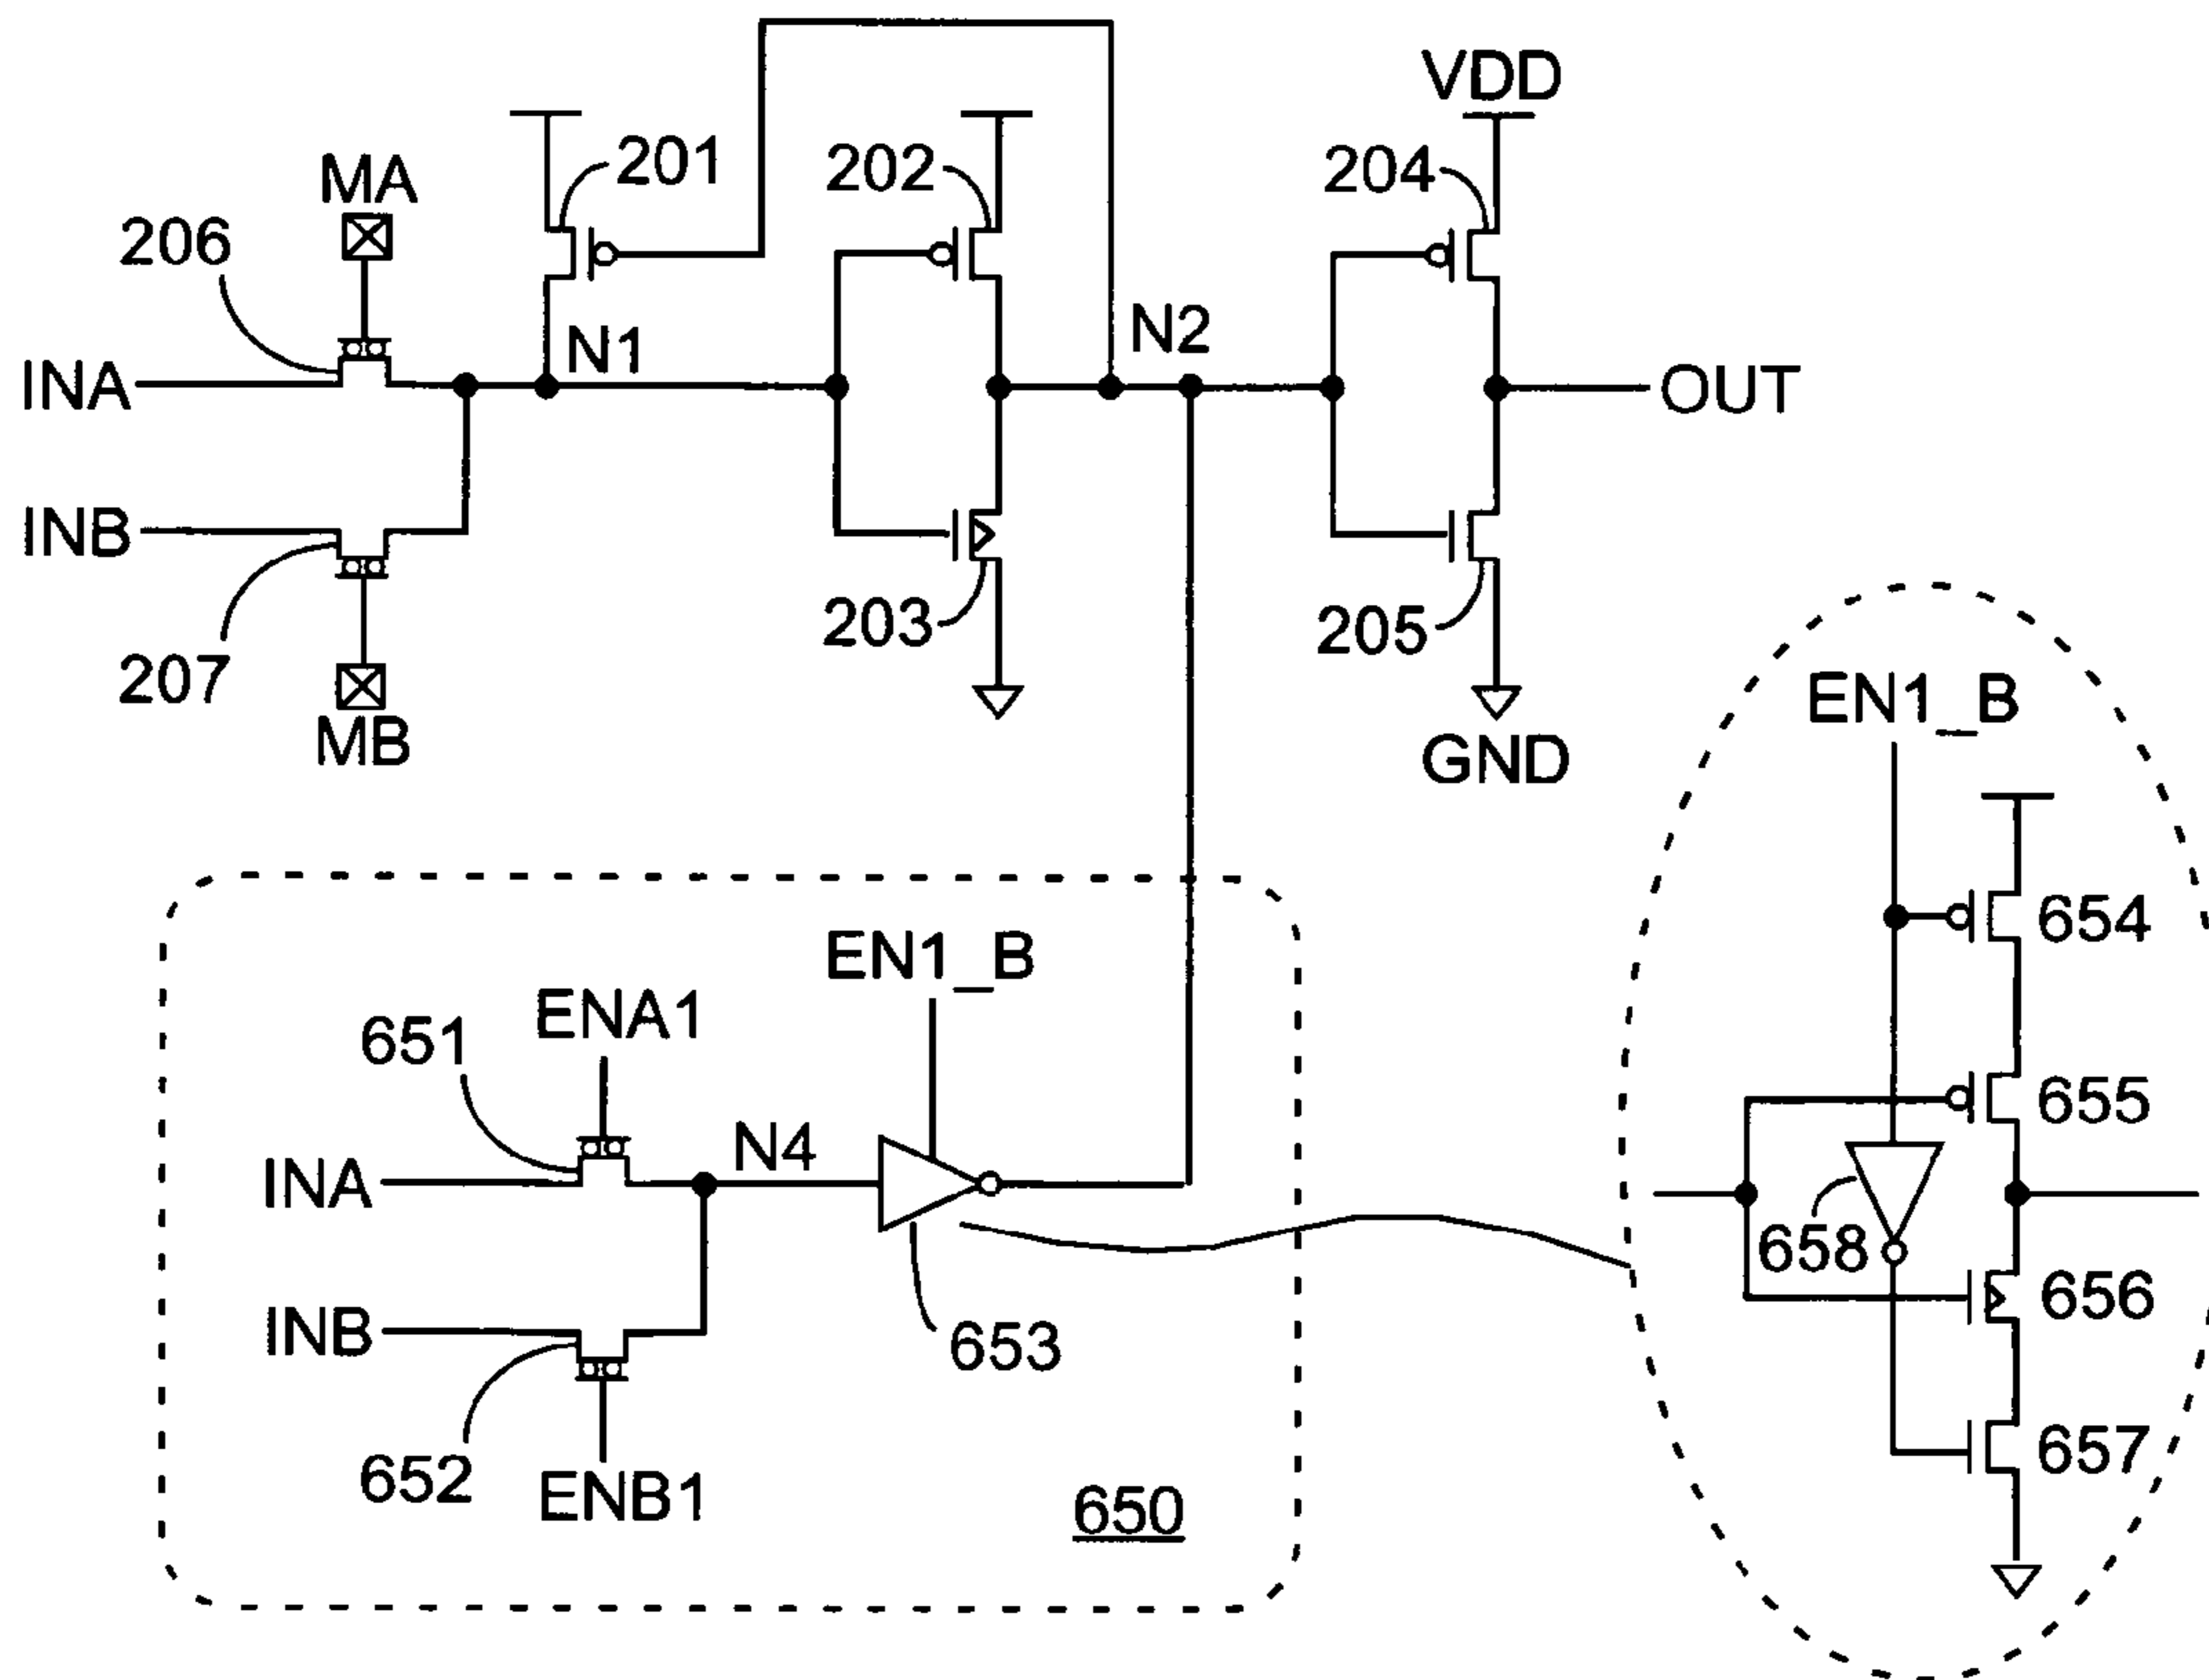 VDD
201
202
204
MA
206
N1
N2
INA
OUT
INB
203
205
207
MB
GND
EN1_B
EN1_B
654
ENA1
651
655
INA
N4
658
656
INB
653
657
652
ENB1
650